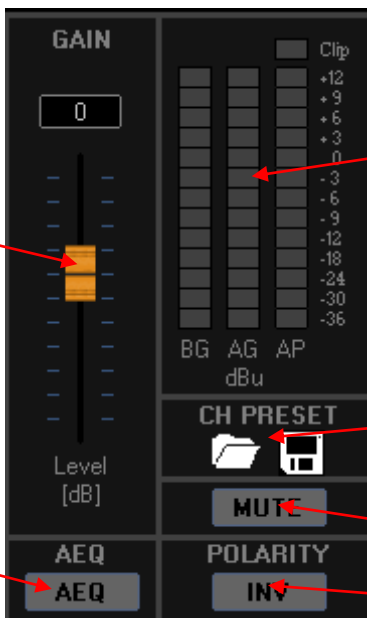 GAIN
0
Level
[dB]
AEQ
AEQ
Clip
+12
+ 9
+ 6
+ 3
0
- 3
- 6
- 9
-12
-18
-24
-30
-36
BG AG AP
dBu
CH PRESET
MUTE
POLARITY
INV